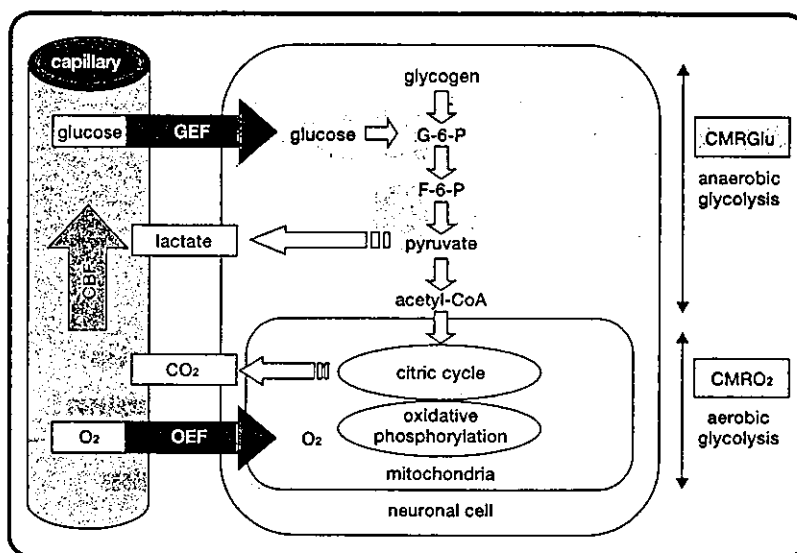 capillary
glycogen
glucose
GEF
glucose
G-6-P
CMRGlu
anaerobic
glycolysis
F-6-P
lactate
pyruvate
CBF
acetyl-CoA
CO₂
citric cycle
CMRO₂
aerobic
glycolysis
O₂
OEF
O₂
oxidative
phosphorylation
mitochondria
neuronal cell